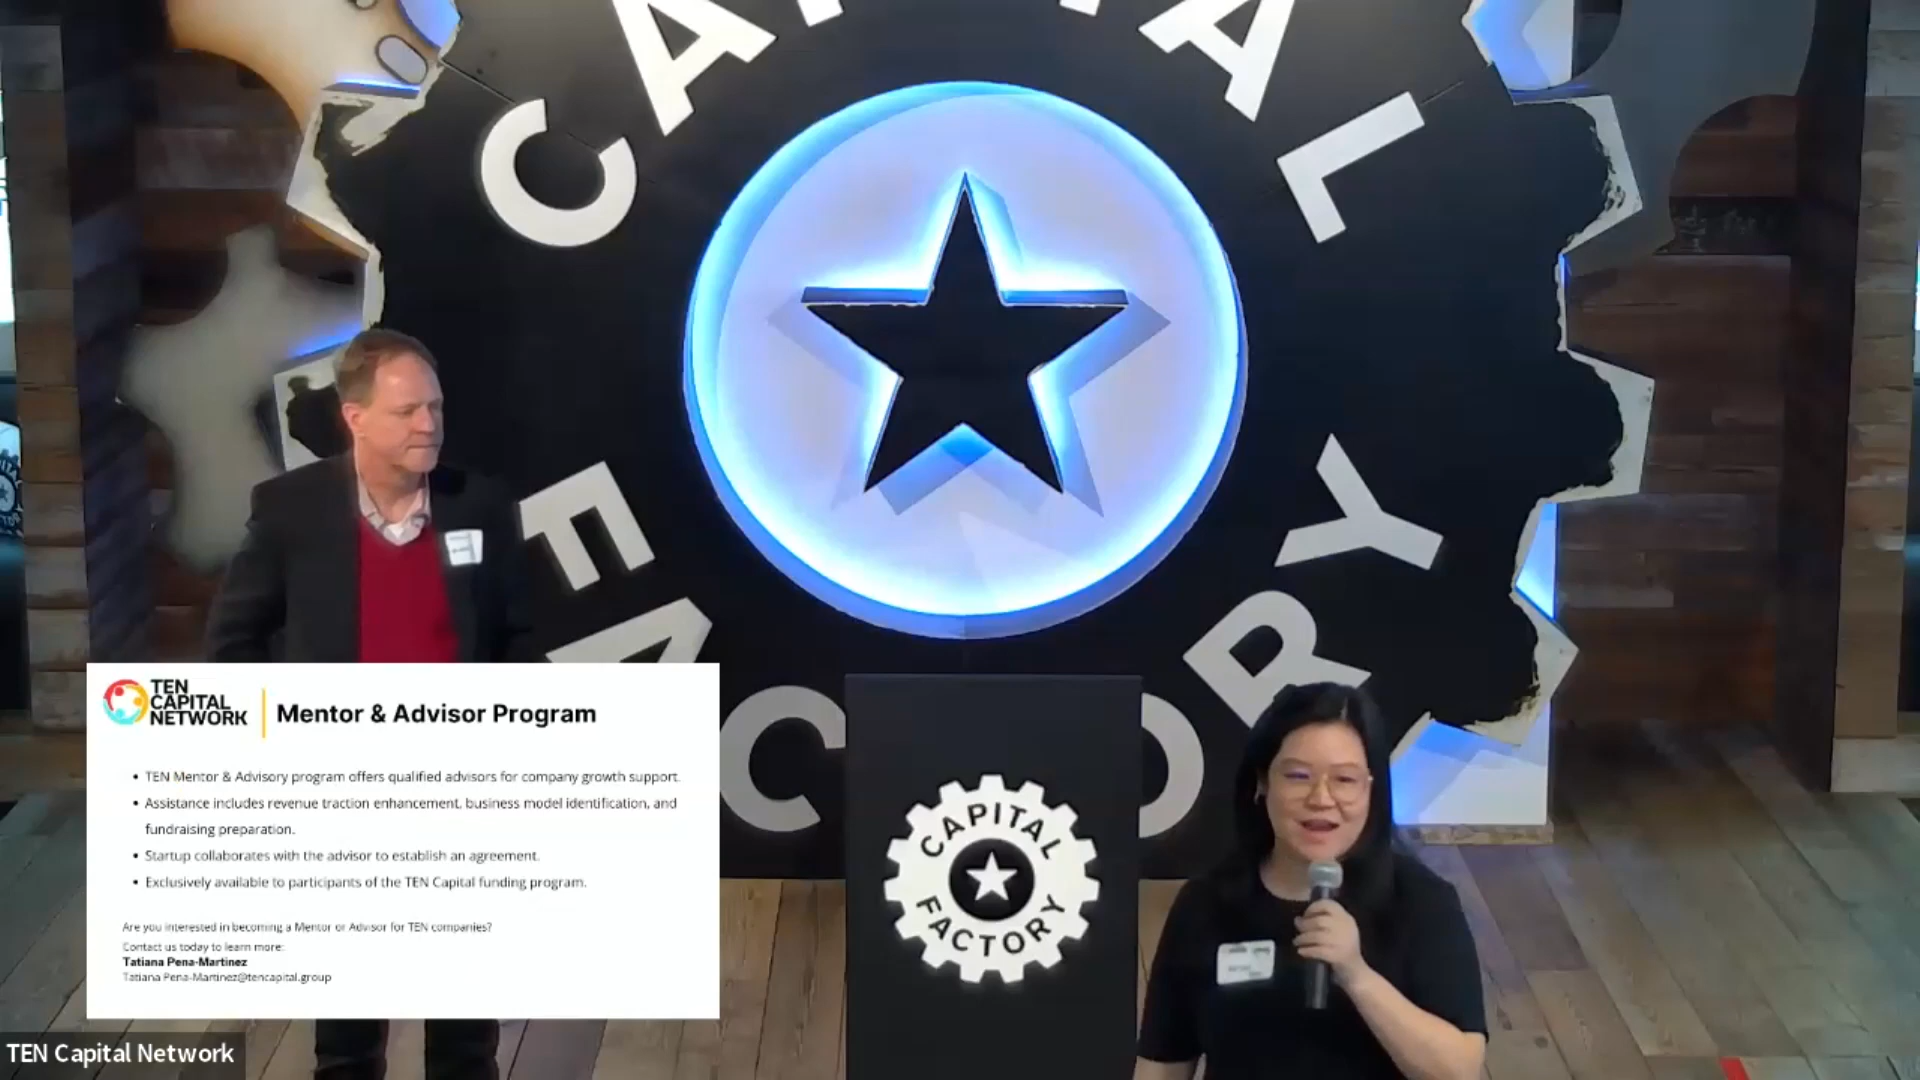 CAPITAL
FACTORY
TEN
CAPITAL
NETWORK
Mentor & Advisor Program
• TEN Mentor & Advisory program offers qualified advisors for company growth support.
• Assistance includes revenue traction enhancement, business model identification, and
fundraising preparation.
• Startup collaborates with the advisor to establish an agreement.
• Exclusively available to participants of the TEN Capital funding program.
Are you interested in becoming a Mentor or Advisor for TEN companies?
Contact us today to learn more:
Tatiana Pena-Martinez
Tatiana Pena-Martinez@tencapital.group
CAPITAL
FACTORY
TEN Capital Network